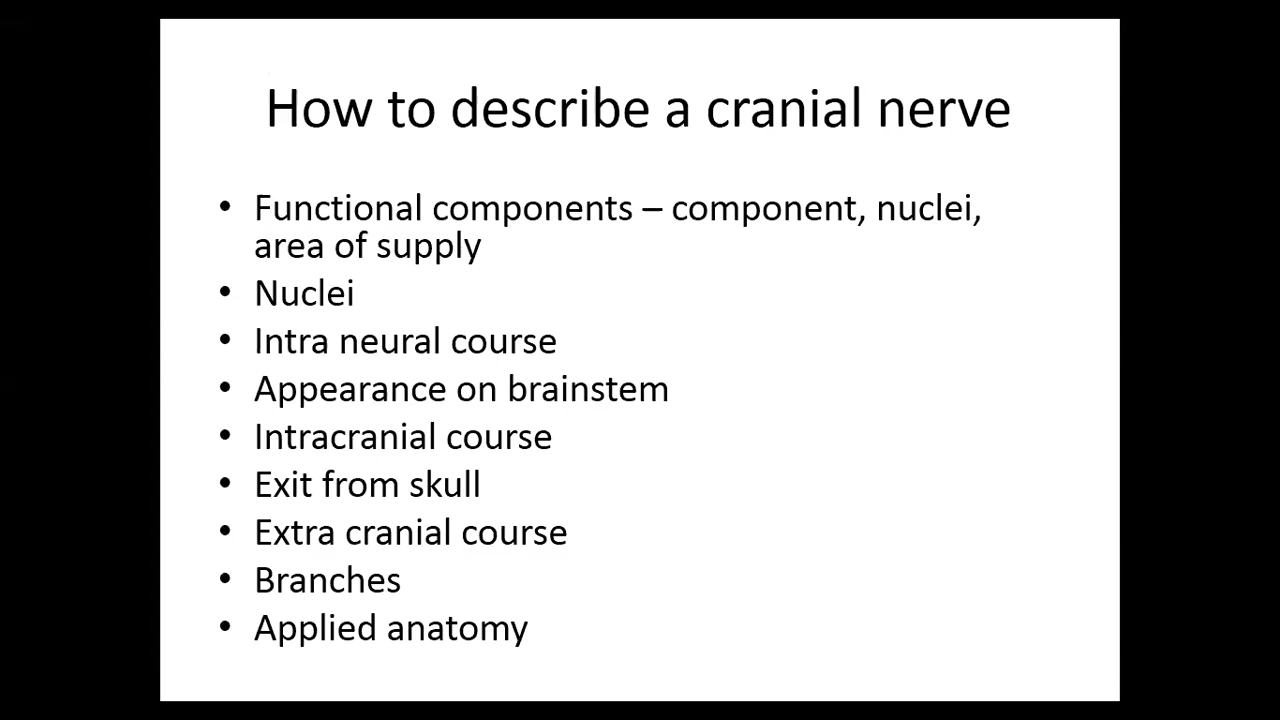 How to describe a cranial nerve
• Functional components – component, nuclei,
area of supply
• Nuclei
• Intra neural course
• Appearance on brainstem
• Intracranial course
• Exit from skull
• Extra cranial course
• Branches
• Applied anatomy